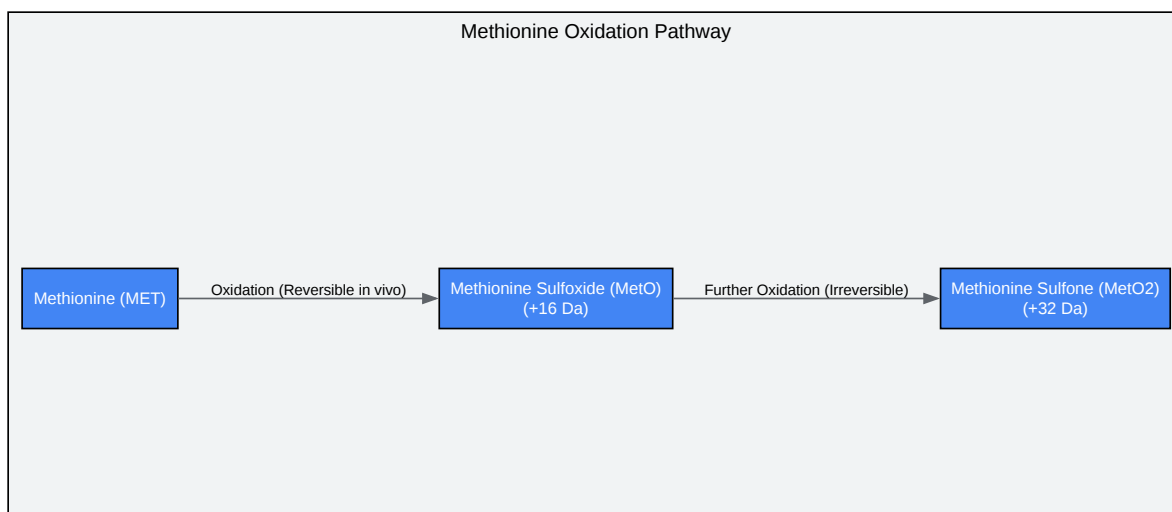 Methionine Oxidation Pathway
Methionine (MET)
Oxidation (Reversible in vivo)
Methionine Sulfoxide (MetO)
(+16 Da)
Further Oxidation (Irreversible)
Methionine Sulfone (MetO2)
(+32 Da)